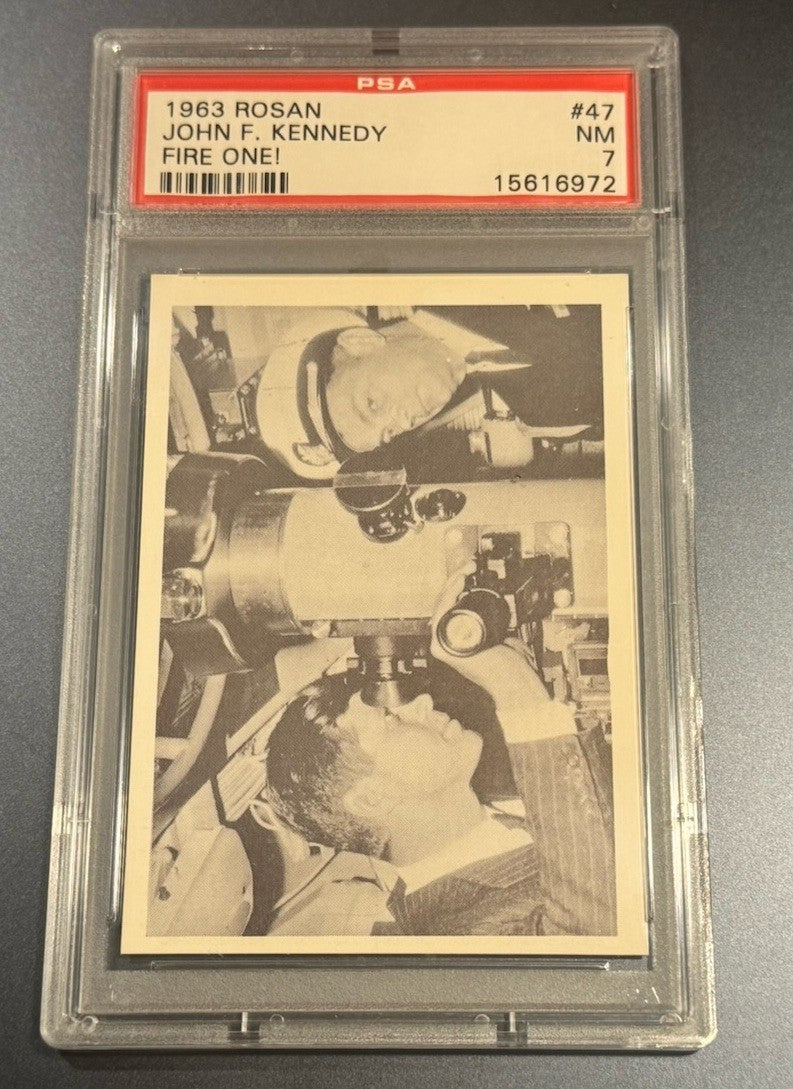 PSA
1963 ROSAN #47
JOHN F. KENNEDY NM
FIRE ONE! 7
15616972